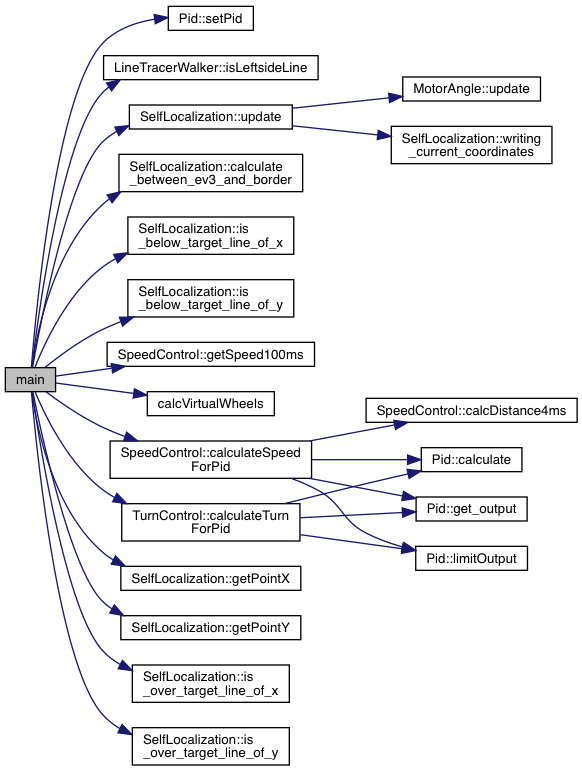 Pid::setPid
LineTracerWalker::isLeftsideLine
MotorAngle::update
SelfLocalization::update
SelfLocalization::writing
_current_coordinates
SelfLocalization::calculate
_between_ev3_and_border
SelfLocalization::is
_below_target_line_of_x
SelfLocalization::is
_below_target_line_of_y
SpeedControl::getSpeed100ms
main
calcVirtualWheels
SpeedControl::calcDistance4ms
SpeedControl::calculateSpeed
ForPid
Pid::calculate
Pid::get_output
TurnControl::calculateTurn
ForPid
Pid::limitOutput
SelfLocalization::getPointX
SelfLocalization::getPointY
SelfLocalization::is
_over_target_line_of_x
SelfLocalization::is
_over_target_line_of_y